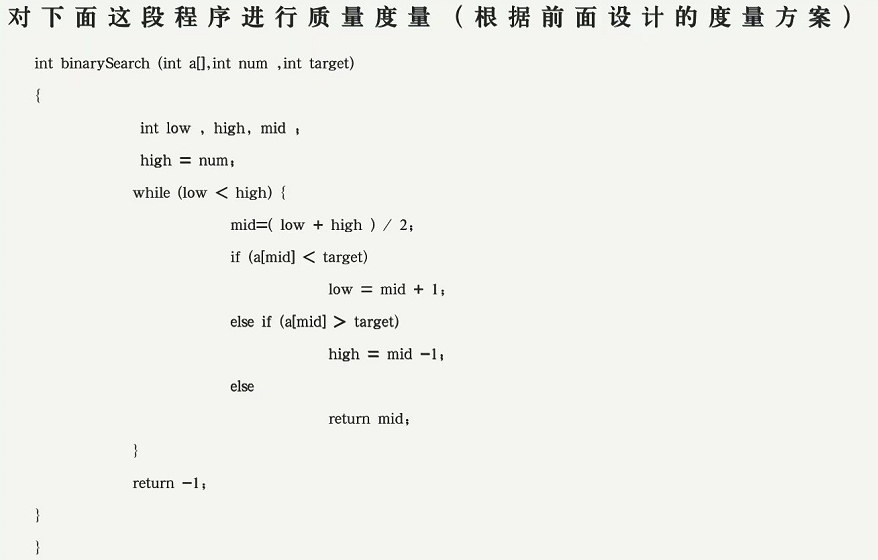 对下面这段程序进行质量度量（根据前面设计的度量方案）
int binarySearch (int a[],int num ,int target)
{
int low , high, mid ;
high = num;
while (low < high) {
mid=( low + high ) / 2;
if (a[mid] < target)
low = mid + 1;
else if (a[mid] > target)
high = mid -1;
else
return mid;
}
return -1;
}
}